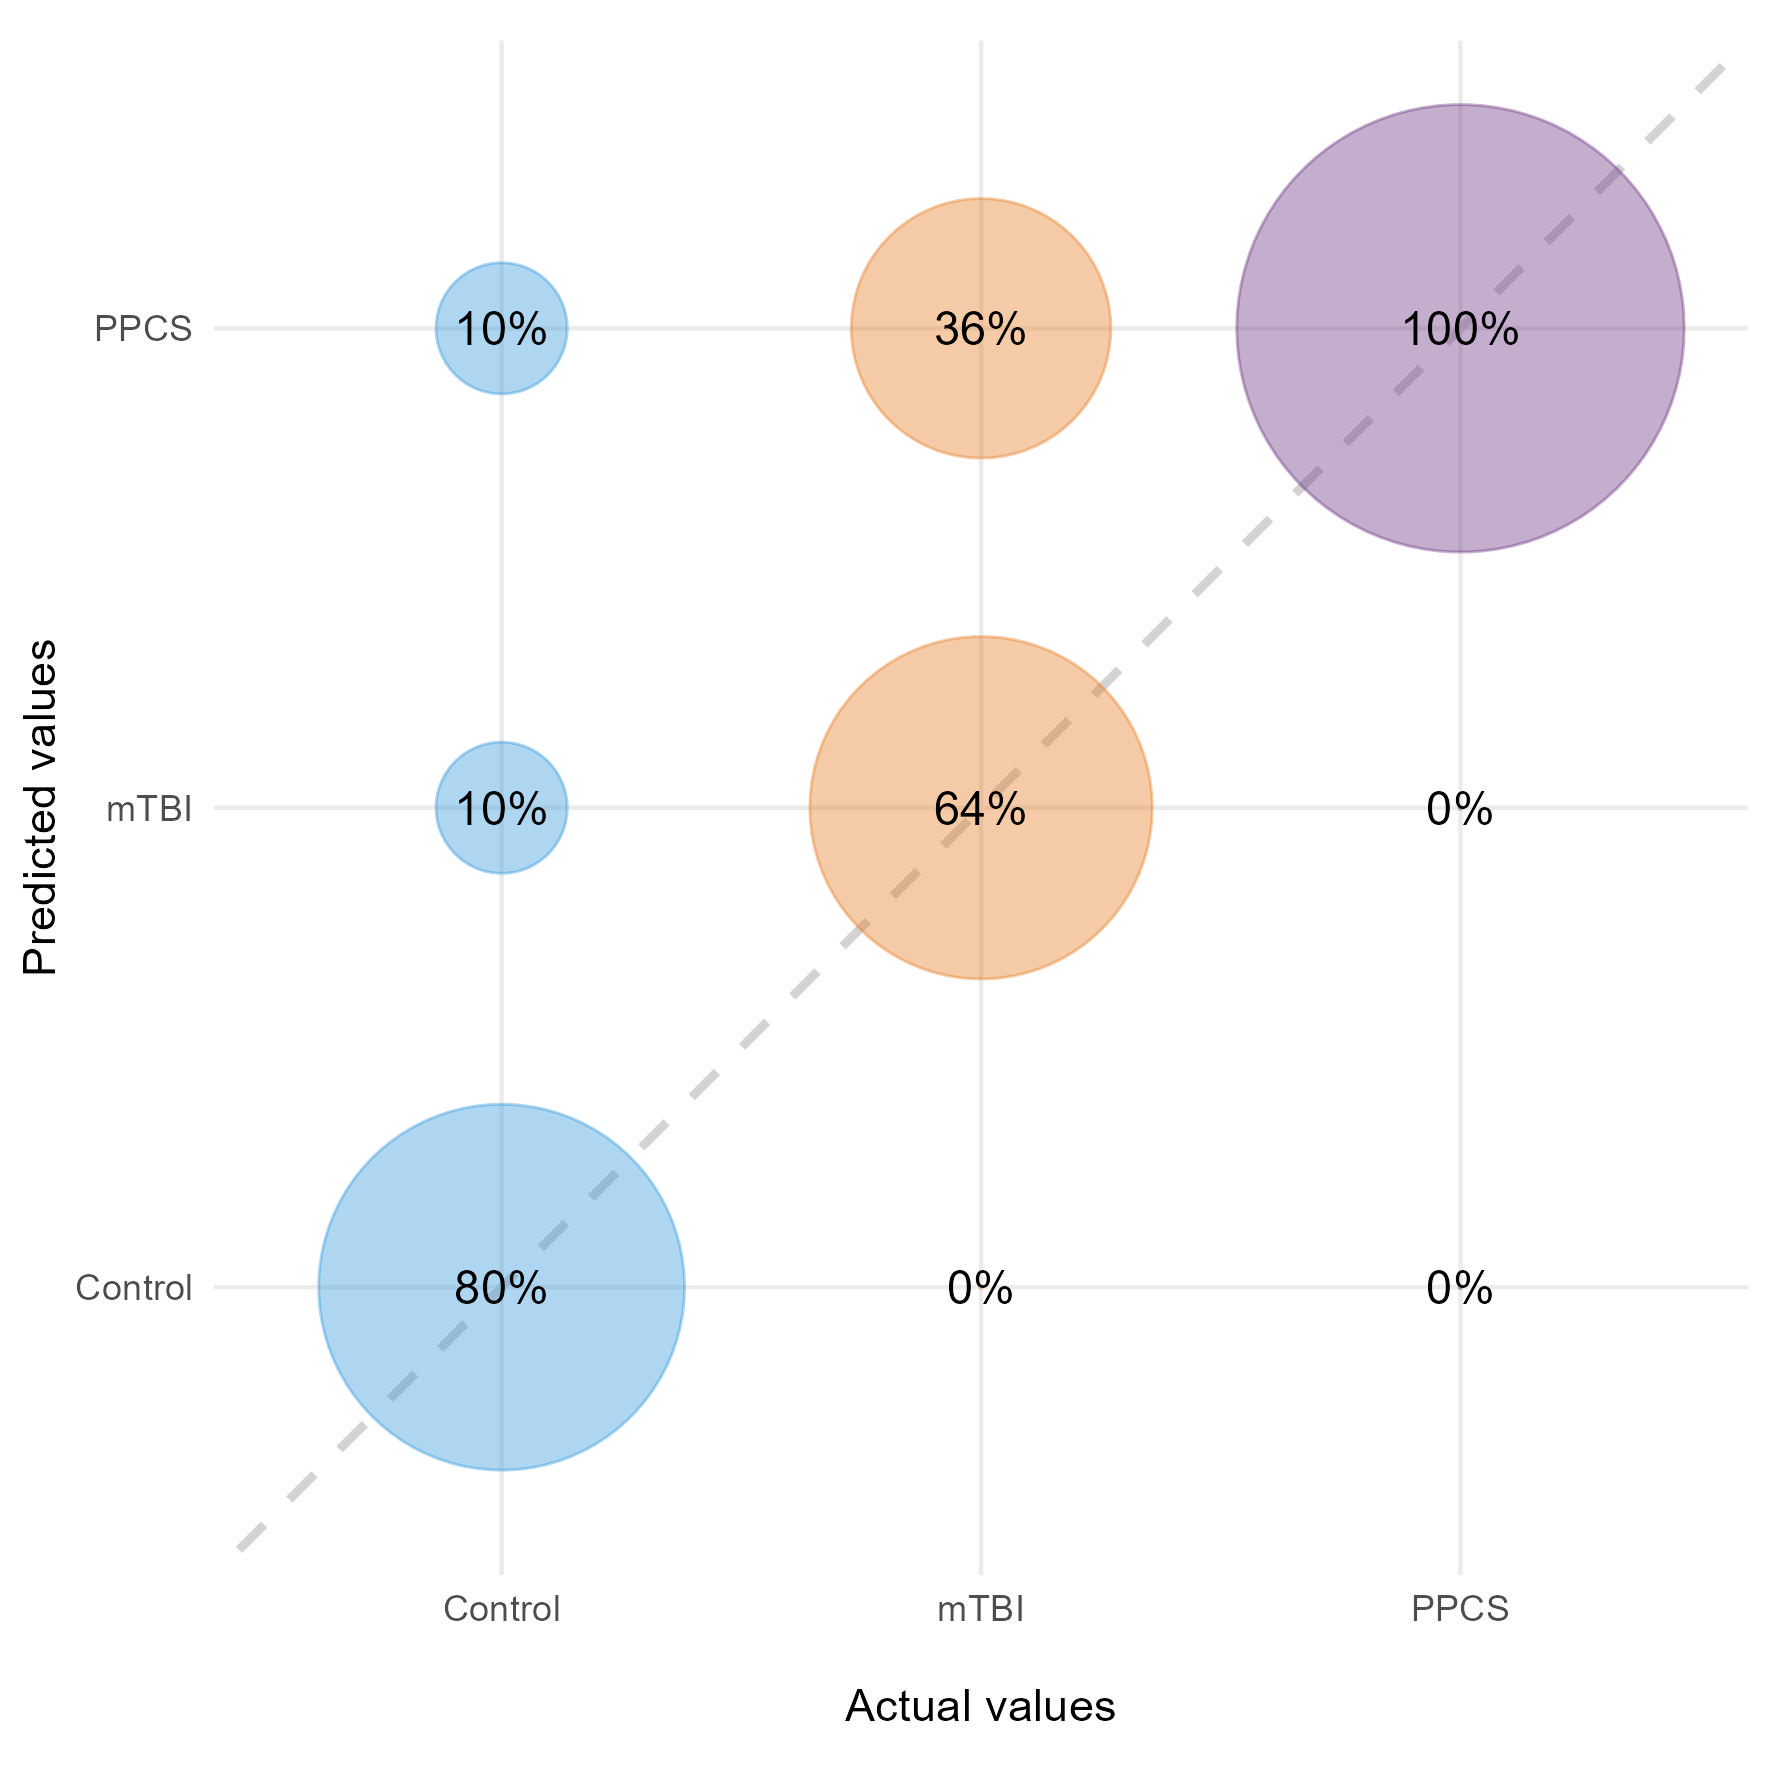 PPCS
10%
36%
100%
Predicted values
mTBI
10%
64%
0%
Control
80%
0%
0%
Control
mTBI
PPCS
Actual values